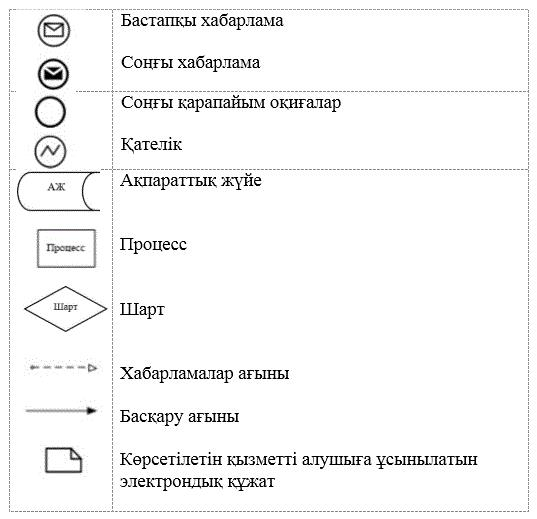 Бастапқы хабарлама
Соңғы хабарлама
Соңғы қарапайым оқиғалар
Қателік
АЖ
Ақпараттық жүйе
Процесс
Процесс
Шарт
Шарт
Хабарламалар ағыны
Басқару ағыны
Көрсетілетін қызметті алушыға ұсынылатын
электрондық құжат